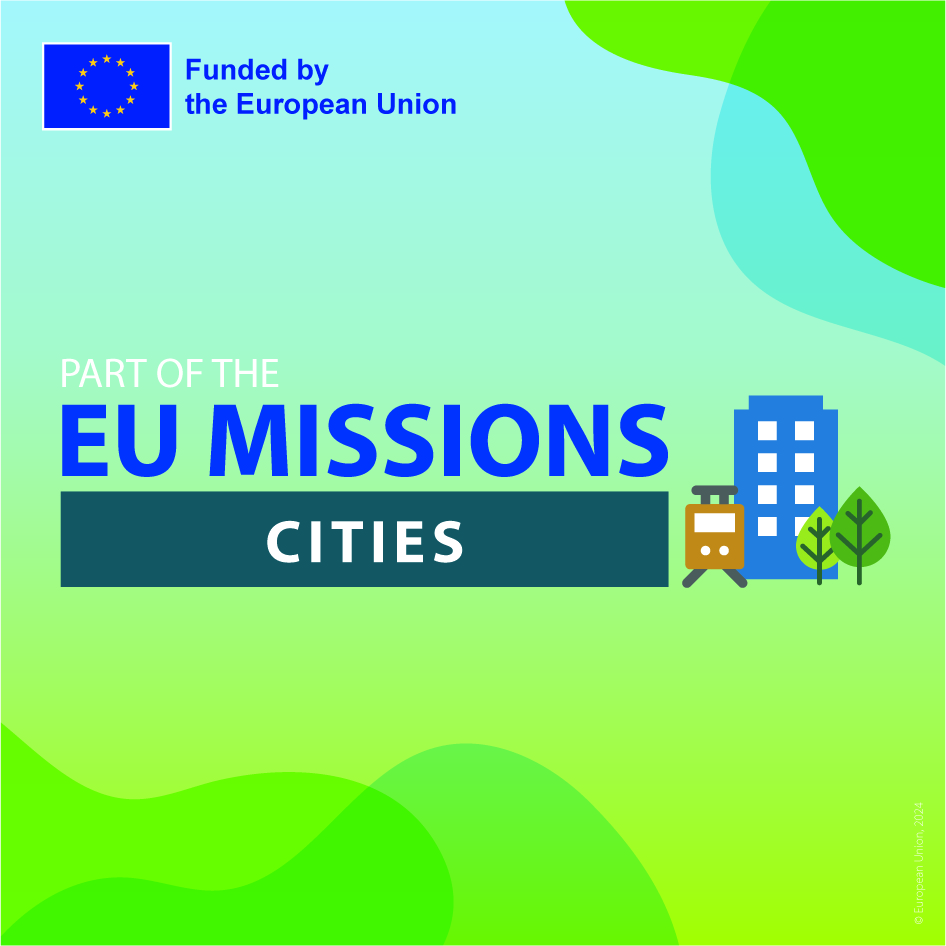 Funded by
the European Union
PART OF THE
EU MISSIONS
CITIES
© European Union, 2024